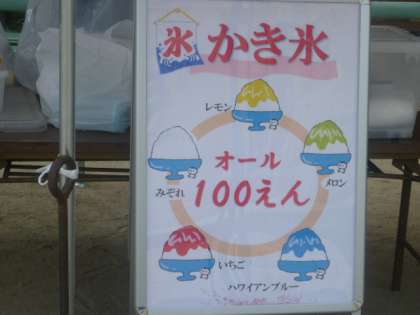 氷
かき氷
レモン
メロン
オール
100えん
みぞれ
いちご
ハワイアンブルー